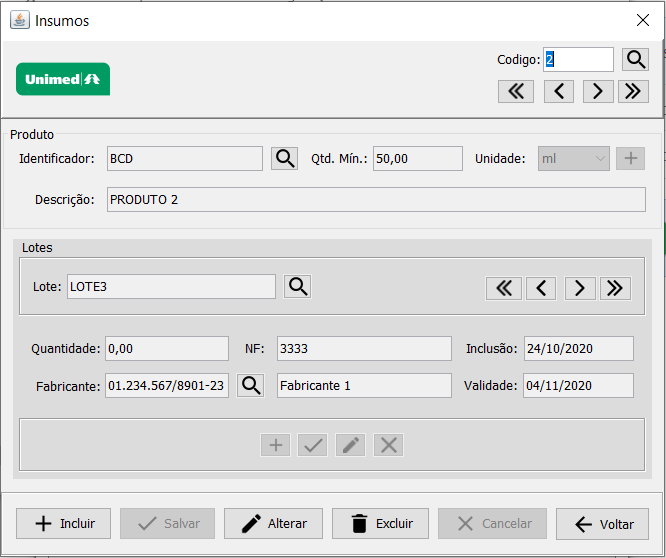 Insumos
Unimed
Codigo: 2
Produto
Identificador: BCD Qtd. Mín.: 50,00 Unidade: ml
Descrição: PRODUTO 2
Lotes
Lote: LOTE3
Quantidade: 0,00 NF: 3333 Inclusão: 24/10/2020
Fabricante: 01.234.567/8901-23 Fabricante 1 Validade: 04/11/2020
Incluir Salvar Alterar Excluir Cancelar Voltar